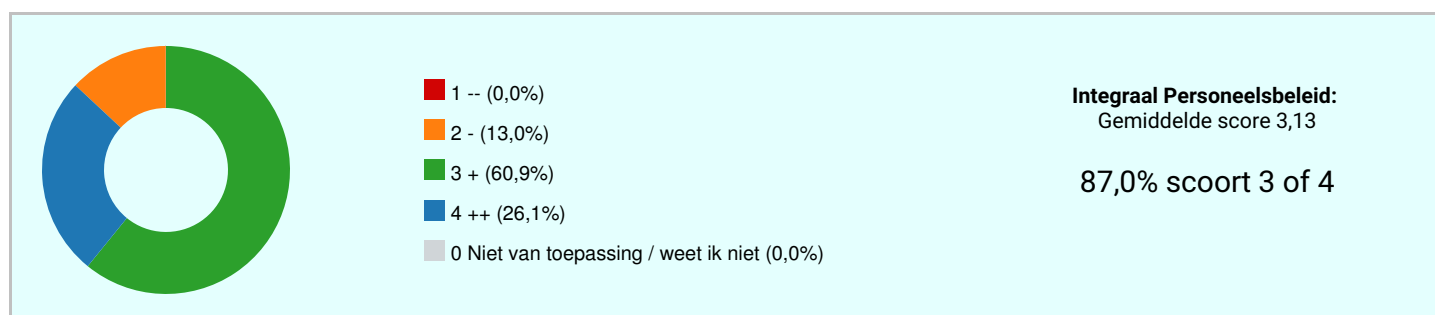 1 -- (0,0%)
2 - (13,0%)
3 + (60,9%)
4 ++ (26,1%)
0 Niet van toepassing / weet ik niet (0,0%)
Integraal Personeelsbeleid:
Gemiddelde score 3,13
87,0% scoort 3 of 4